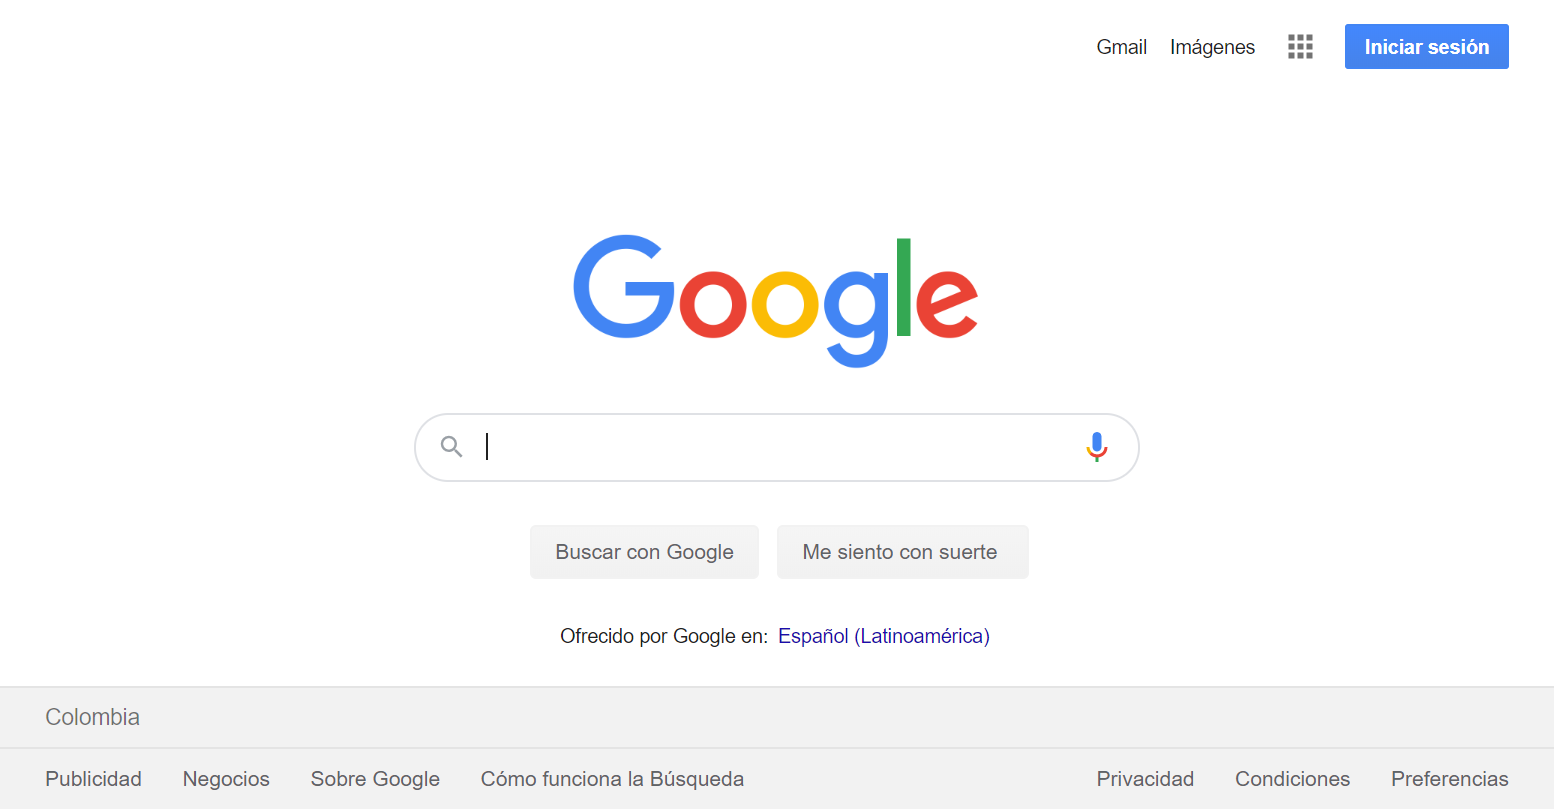 Gmail Imágenes Iniciar sesión
Google
Buscar con Google Me siento con suerte
Ofrecido por Google en: Español (Latinoamérica)
Colombia
Publicidad Negocios Sobre Google Cómo funciona la Búsqueda Privacidad Condiciones Preferencias